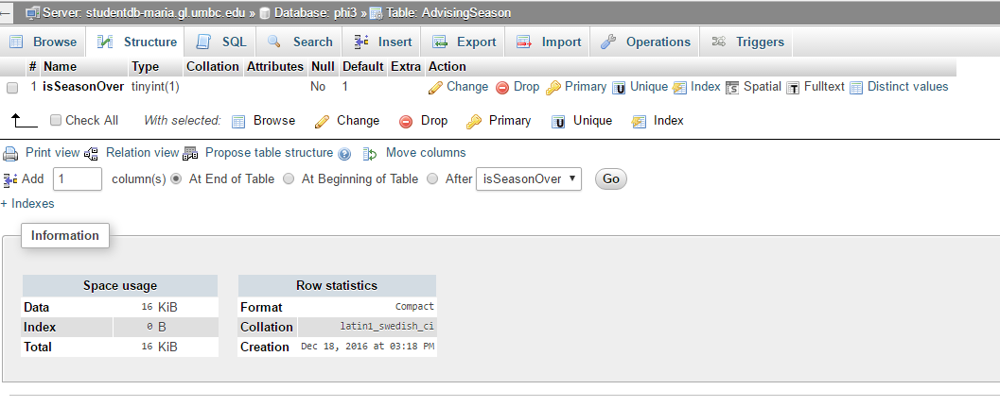 Server: studentdb-maria.gl.umbc.edu » Database: phi3 » Table: AdvisingSeason
Browse Structure SQL Search Insert Export Import Operations Triggers
# Name Type Collation Attributes Null Default Extra Action
1 isSeasonOver tinyint(1) No 1 Change Drop Primary Unique Index Spatial Fulltext Distinct values
Check All With selected: Browse Change Drop Primary Unique Index
Print view Relation view Propose table structure Move columns
Add 1 column(s) At End of Table At Beginning of Table After isSeasonOver Go
+ Indexes
Information
Space usage Row statistics
Data 16 KiB Format Compact
Index 0 B Collation latin1_swedish_ci
Total 16 KiB Creation Dec 18, 2016 at 03:18 PM